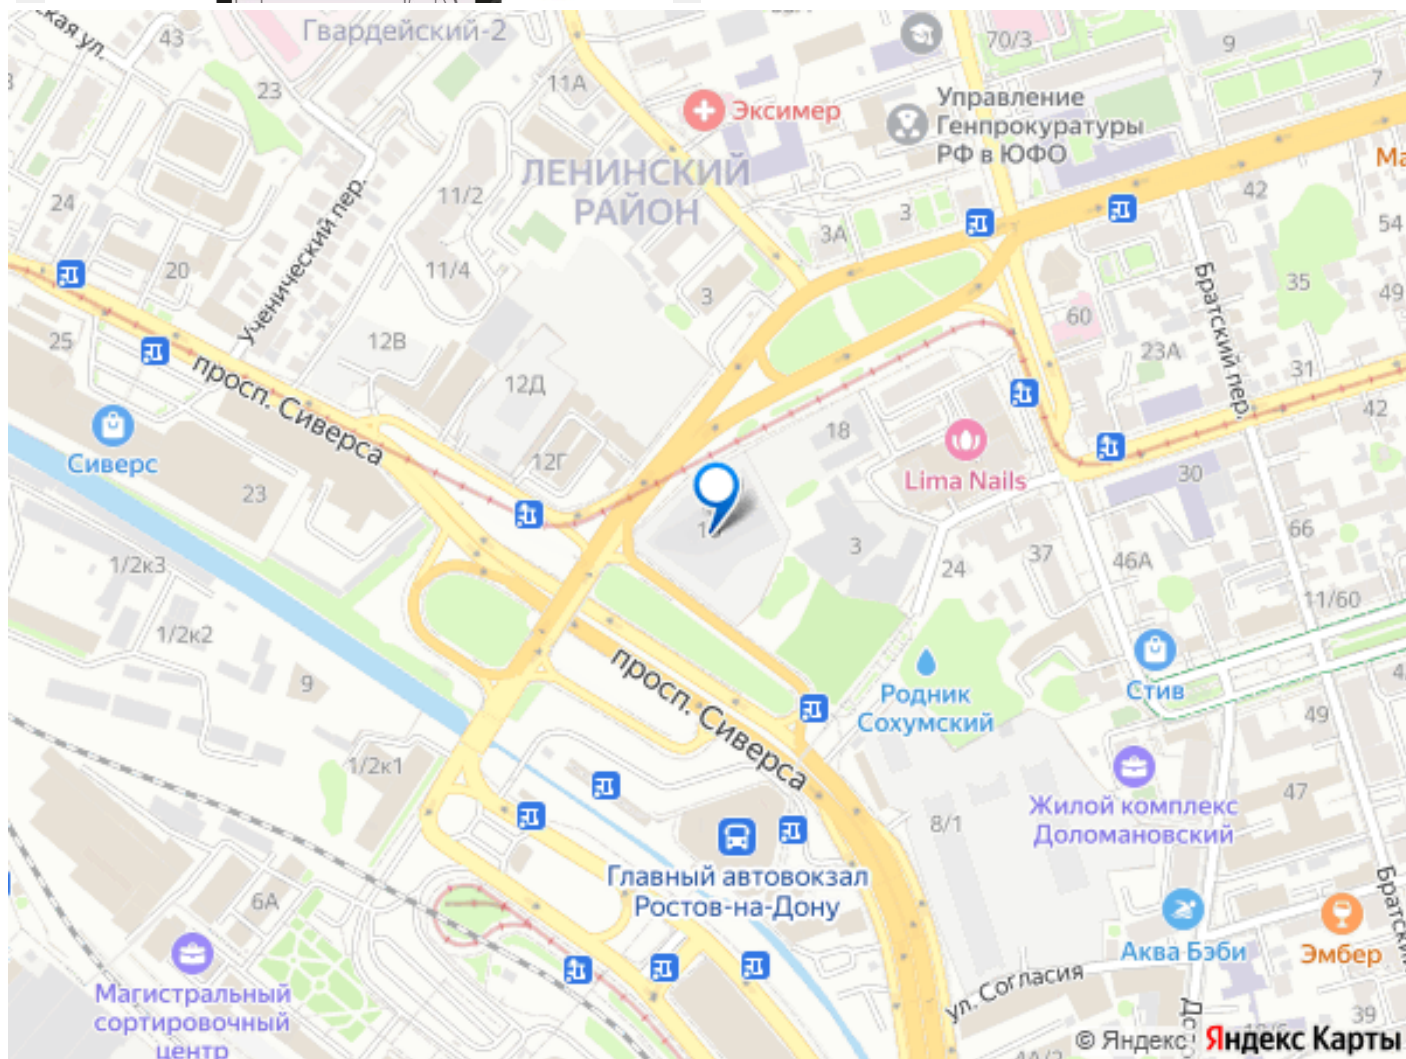 ская ул.
43
Гвардейский-2
23
11А
70/3
9
7
Эксимер
Управление
Генпрокуратуры
РФ в ЮФО
ЛЕНИНСКИЙ
РАЙОН
24
11/2
Ученический пер.
3
3А
42
54
20
11/4
3
Братский пер.
35
49
25
12В
60
23А
31
просп. Сиверса
12Д
42
Сиверс
18
12Г
Lima Nails
30
23
66
1/2к3
3
24
37
46А
11/60
1/2к2
9
просп. Сиверса
Родник
Сохумский
Стив
49
1/2к1
Жилой комплекс
Доломановский
47
8/1
Главный автовокзал
Ростов-на-Дону
6А
Братский
Аква Бэби
Эмбер
Магистральный
сортировочный
центр
ул. Согласия
39
© Яндекс
Яндекс Карты